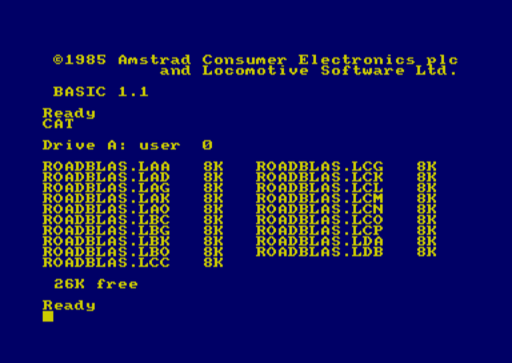 ©1985 Amstrad Consumer Electronics plc
and Locomotive Software Ltd.
BASIC 1.1
Ready
CAT
Drive A: user 0
ROADBLAS.LAA 8K ROADBLAS.LCG 8K
ROADBLAS.LAD 8K ROADBLAS.LCK 8K
ROADBLAS.LAG 8K ROADBLAS.LCL 8K
ROADBLAS.LAK 8K ROADBLAS.LCM 8K
ROADBLAS.LAO 8K ROADBLAS.LCN 8K
ROADBLAS.LBC 8K ROADBLAS.LCO 8K
ROADBLAS.LBG 8K ROADBLAS.LCP 8K
ROADBLAS.LBK 8K ROADBLAS.LDA 8K
ROADBLAS.LBO 8K ROADBLAS.LDB 8K
ROADBLAS.LCC 8K
26K free
Ready